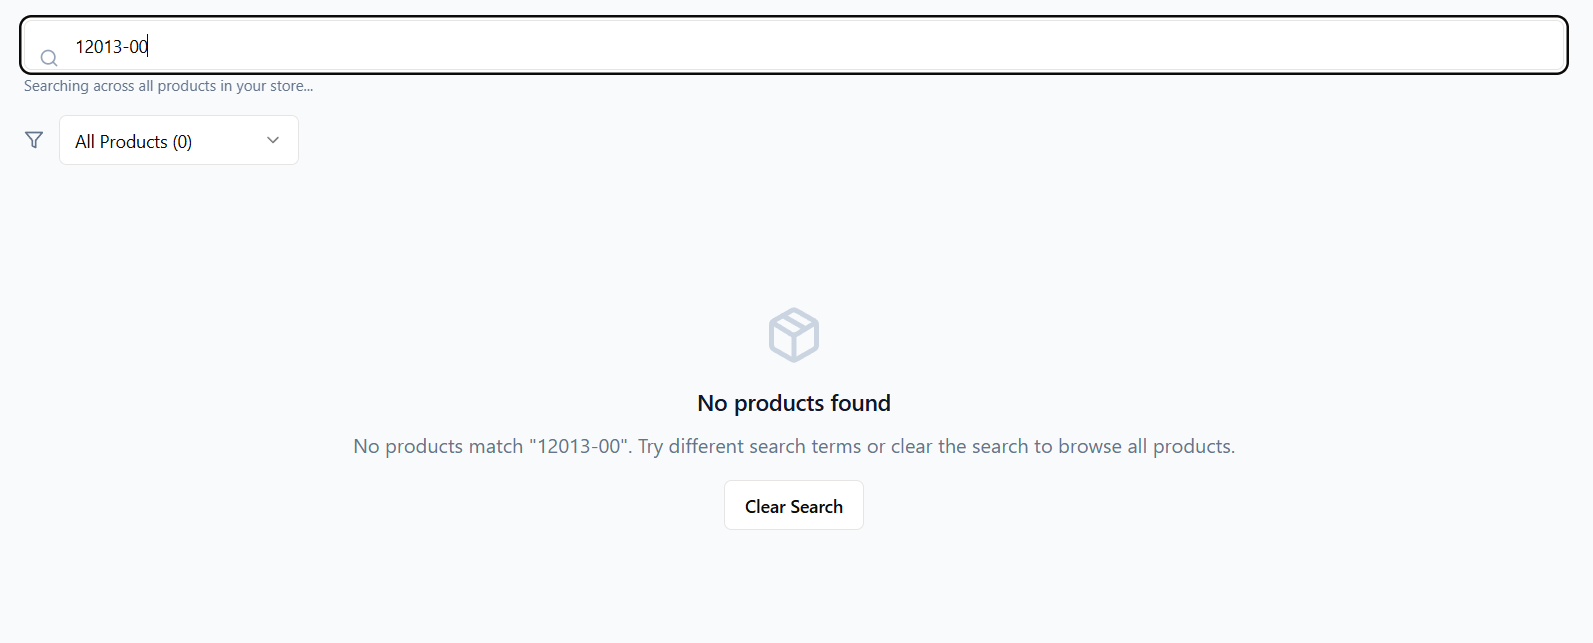 12013-00
Searching across all products in your store...
All Products (0)
No products found
No products match "12013-00". Try different search terms or clear the search to browse all products.
Clear Search